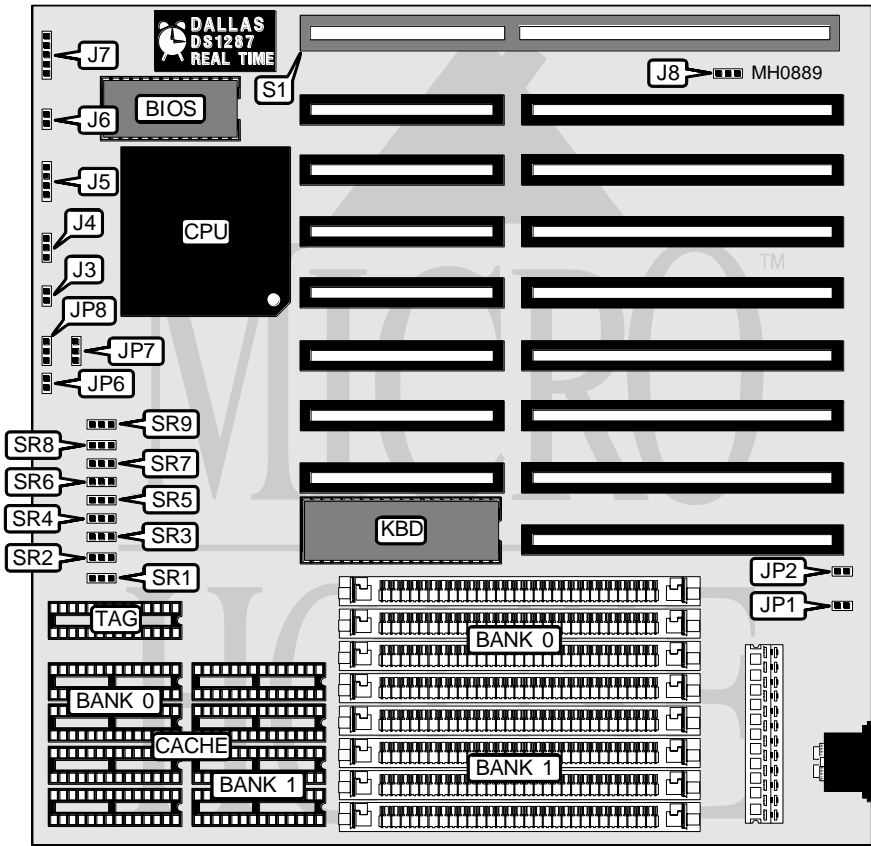 DALLAS
DS1287
REAL TIME
J7
S1
J8
MH0889
BIOS
J6
J5
CPU
J4
J3
TM
JP8
JP7
JP6
SR9
SR8
SR7
SR6
SR5
SR4
SR3
SR2
SR1
KBD
JP2
JP1
TAG
BANK 0
BANK 0
CACHE
BANK 1
BANK 1
MICRO
HOUSE